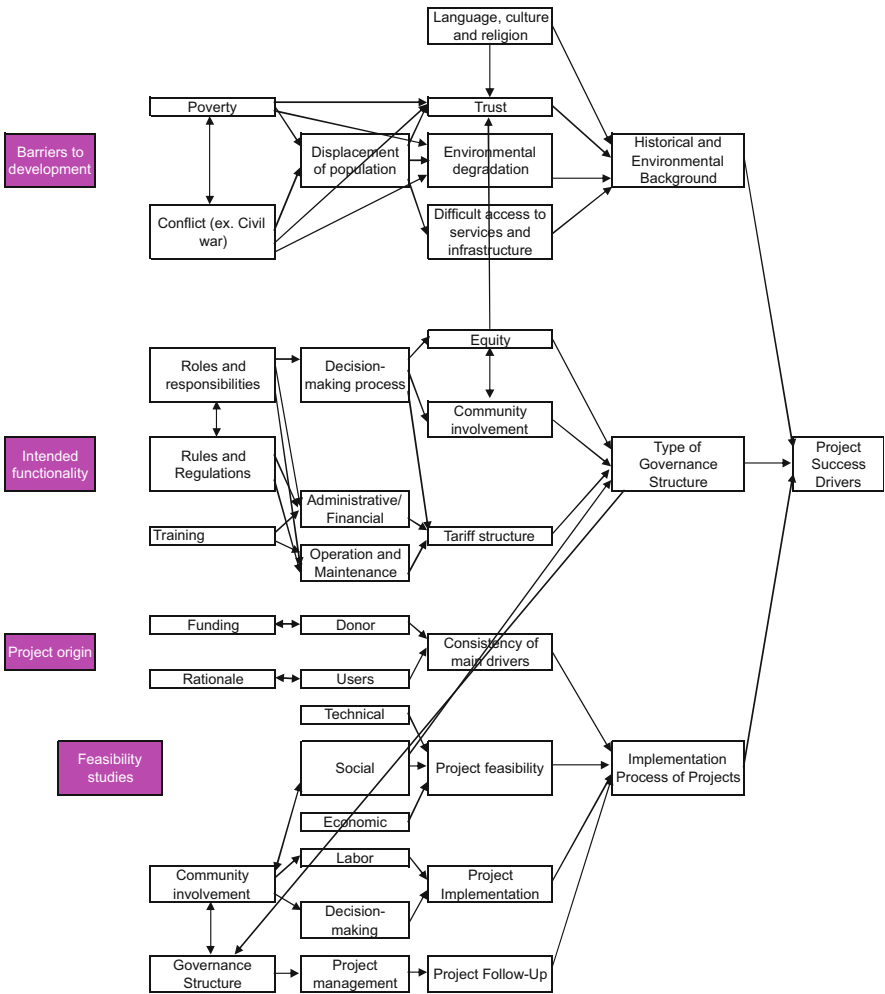 Language, culture
and religion
Poverty
Trust
Barriers to
development
Displacement
of population
Environmental
degradation
Historical and
Environmental
Background
Conflict (ex. Civil
war)
Difficult access to
services and
infrastructure
Equity
Roles and
responsibilities
Decision-
making process
Community
involvement
Intended
functionality
Rules and
Regulations
Type of
Governance
Structure
Project
Success
Drivers
Administrative/
Financial
Training
Tariff structure
Operation and
Maintenance
Funding
Donor
Project origin
Consistency of
main drivers
Rationale
Users
Technical
Feasibility
studies
Social
Project feasibility
Implementation
Process of Projects
Economic
Labor
Community
involvement
Project
Implementation
Decision-
making
Governance
Structure
Project
management
Project Follow-Up